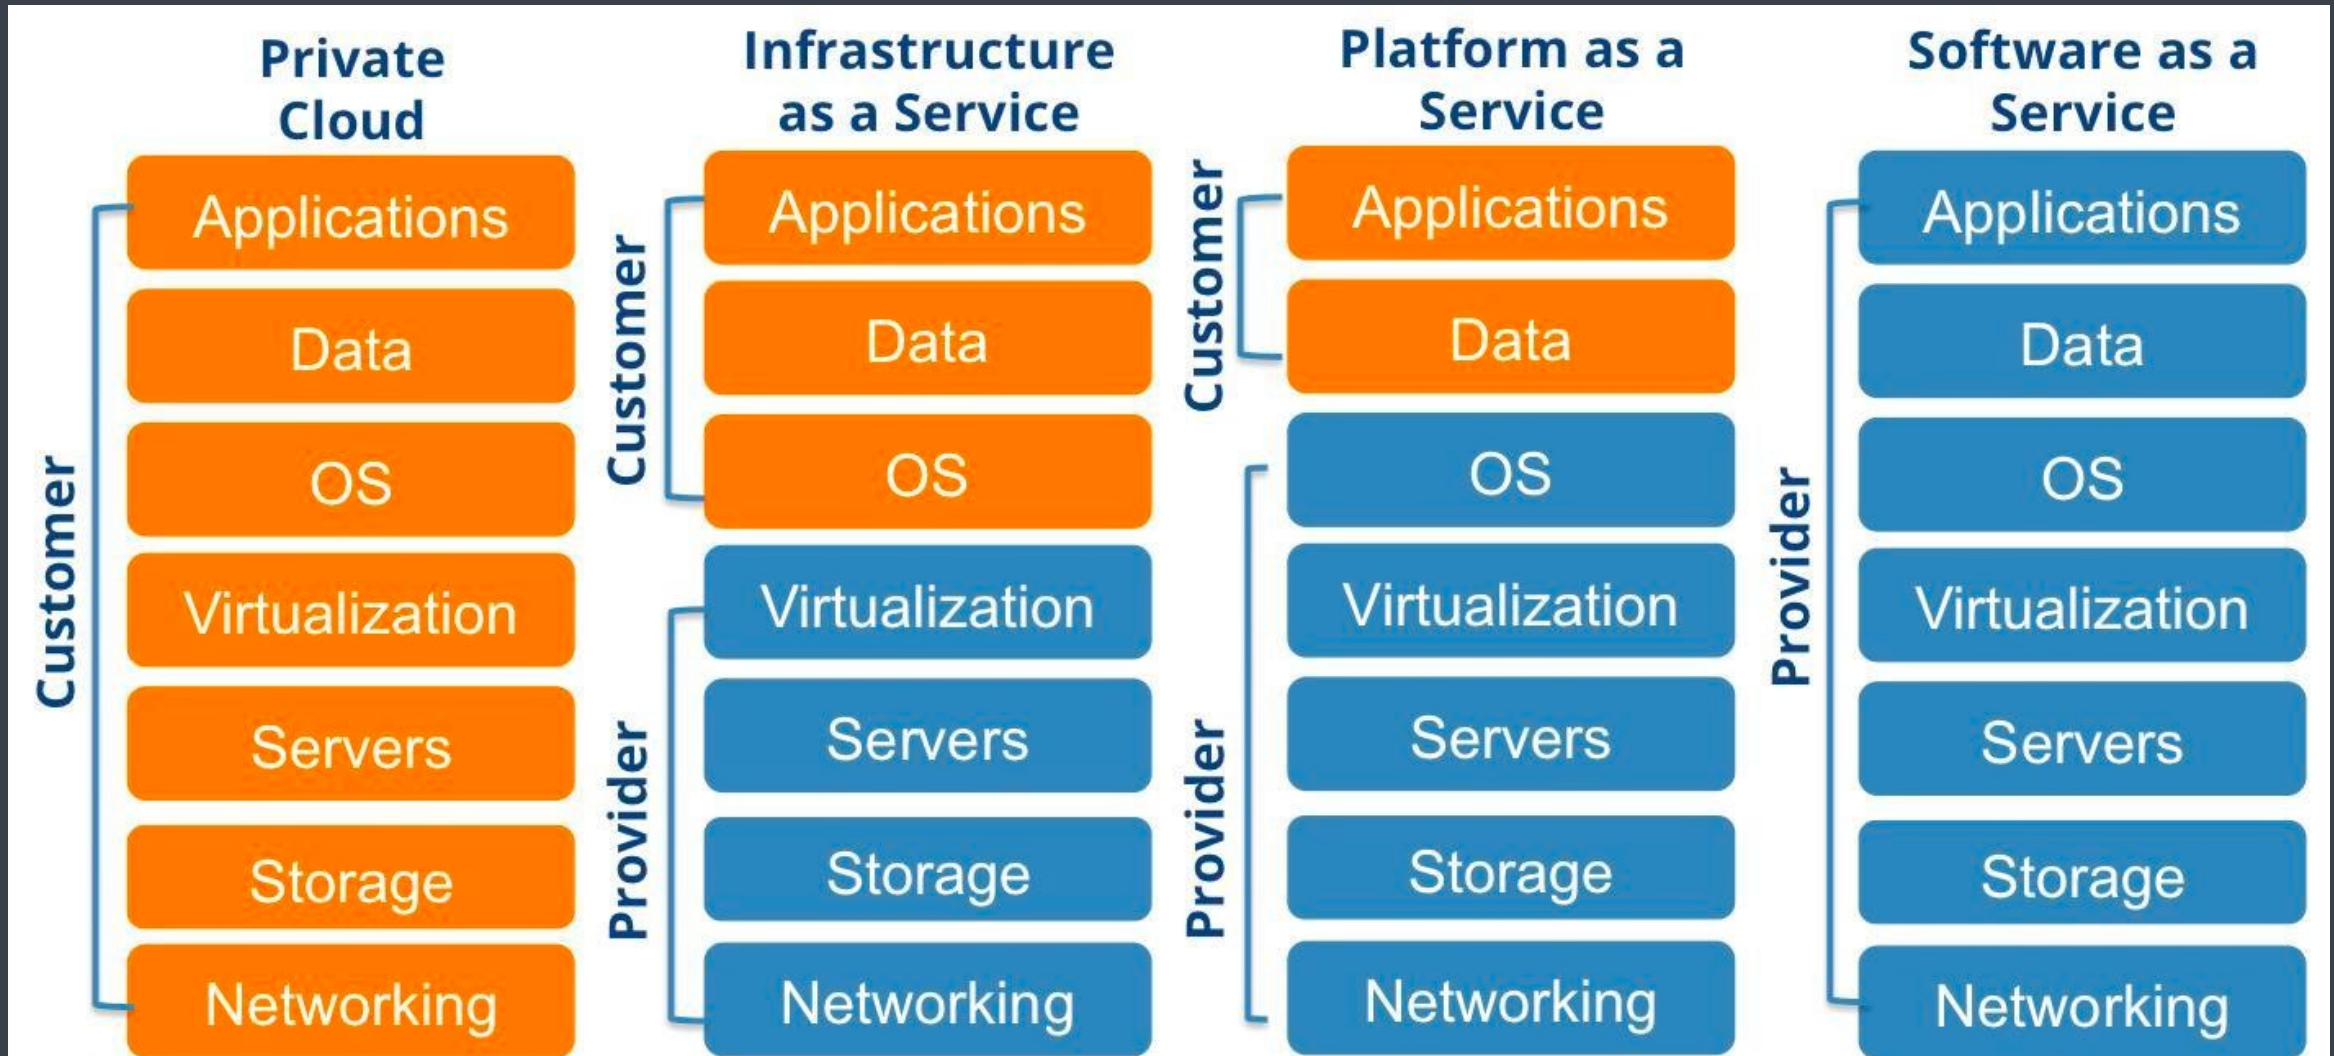 Private
Cloud
Customer
Applications
Data
OS
Virtualization
Servers
Storage
Networking
Infrastructure
as a Service
Customer
Applications
Data
OS
Provider
Virtualization
Servers
Storage
Networking
Platform as a
Service
Customer
Applications
Data
Provider
OS
Virtualization
Servers
Storage
Networking
Software as a
Service
Provider
Applications
Data
OS
Virtualization
Servers
Storage
Networking